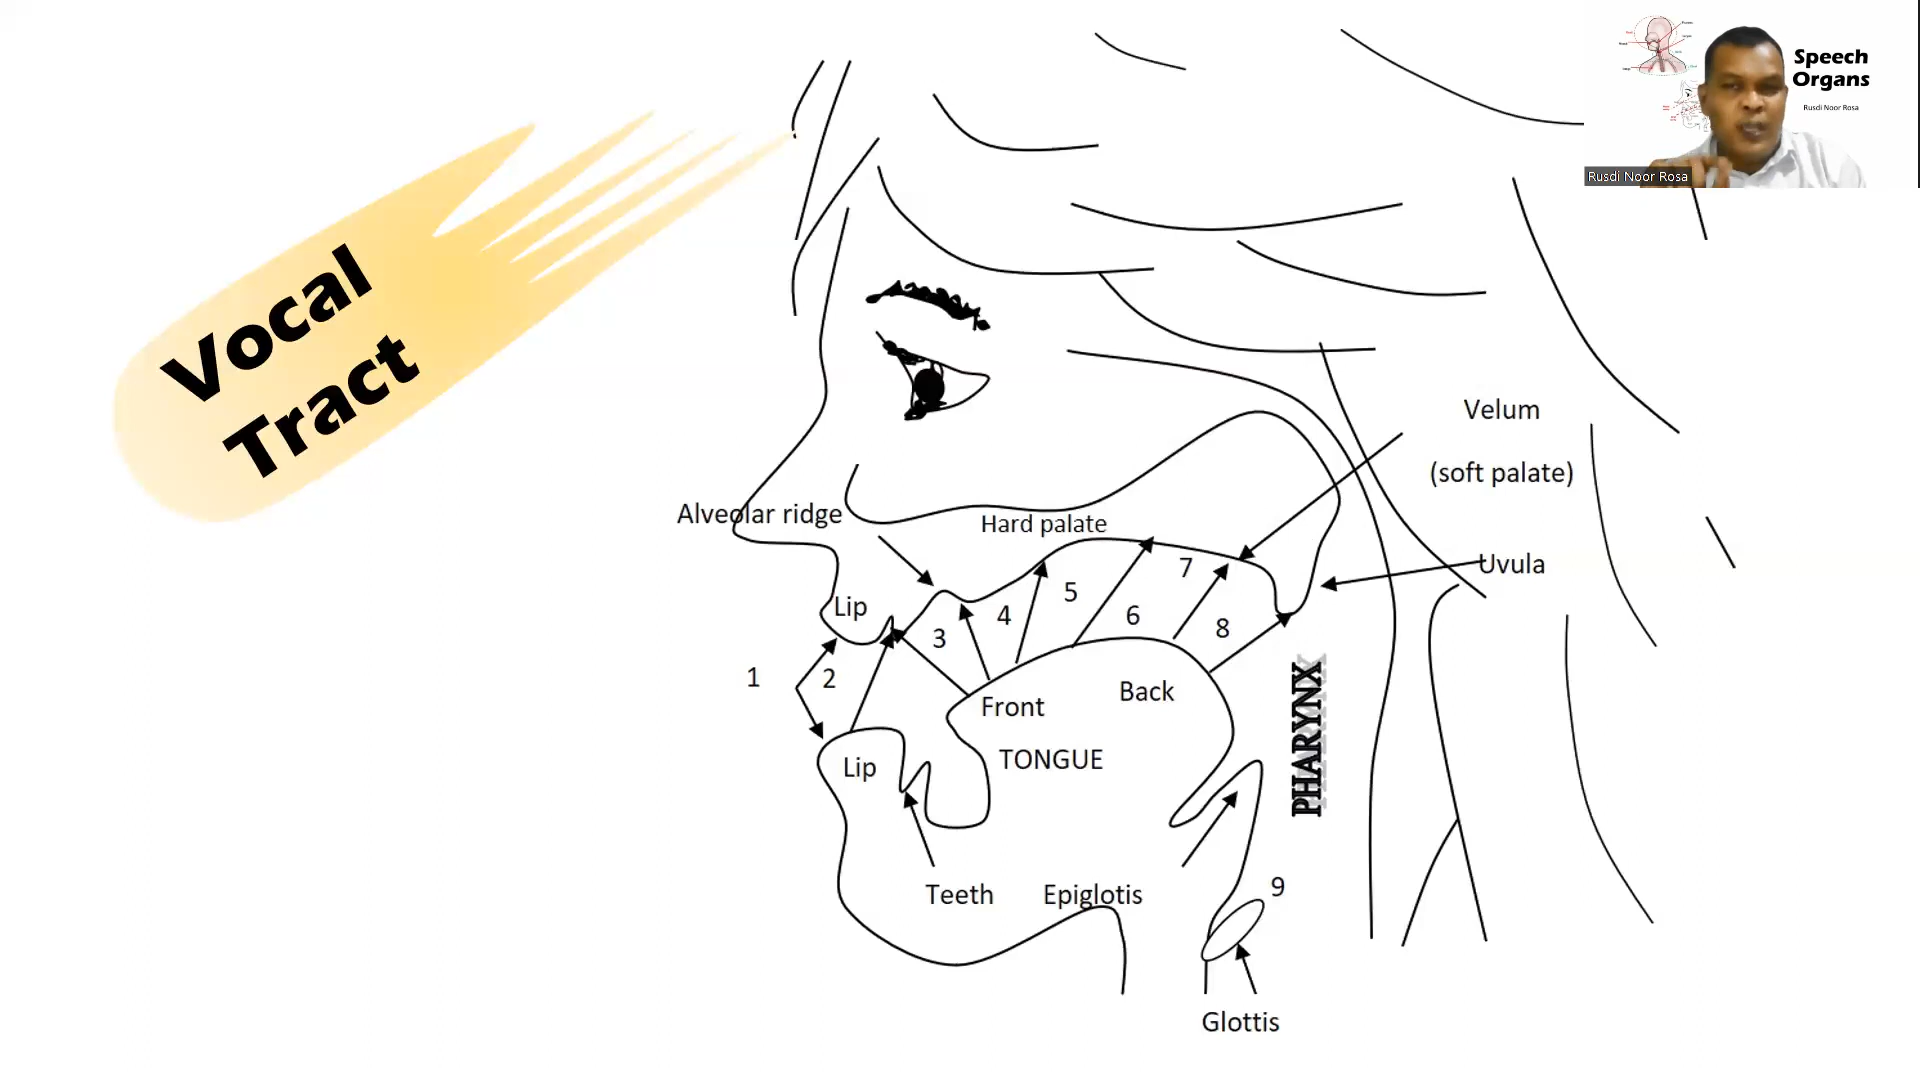 Vocal
Tract
Speech
Organs
Rusdi Noor Rosa
Rusdi Noor Rosa
Velum
(soft palate)
Alveolar ridge
Hard palate
Uvula
7
5
Lip
4
6
3
8
1
2
Front
Back
PHARYNX
TONGUE
Lip
Teeth
Epiglotis
9
Glottis